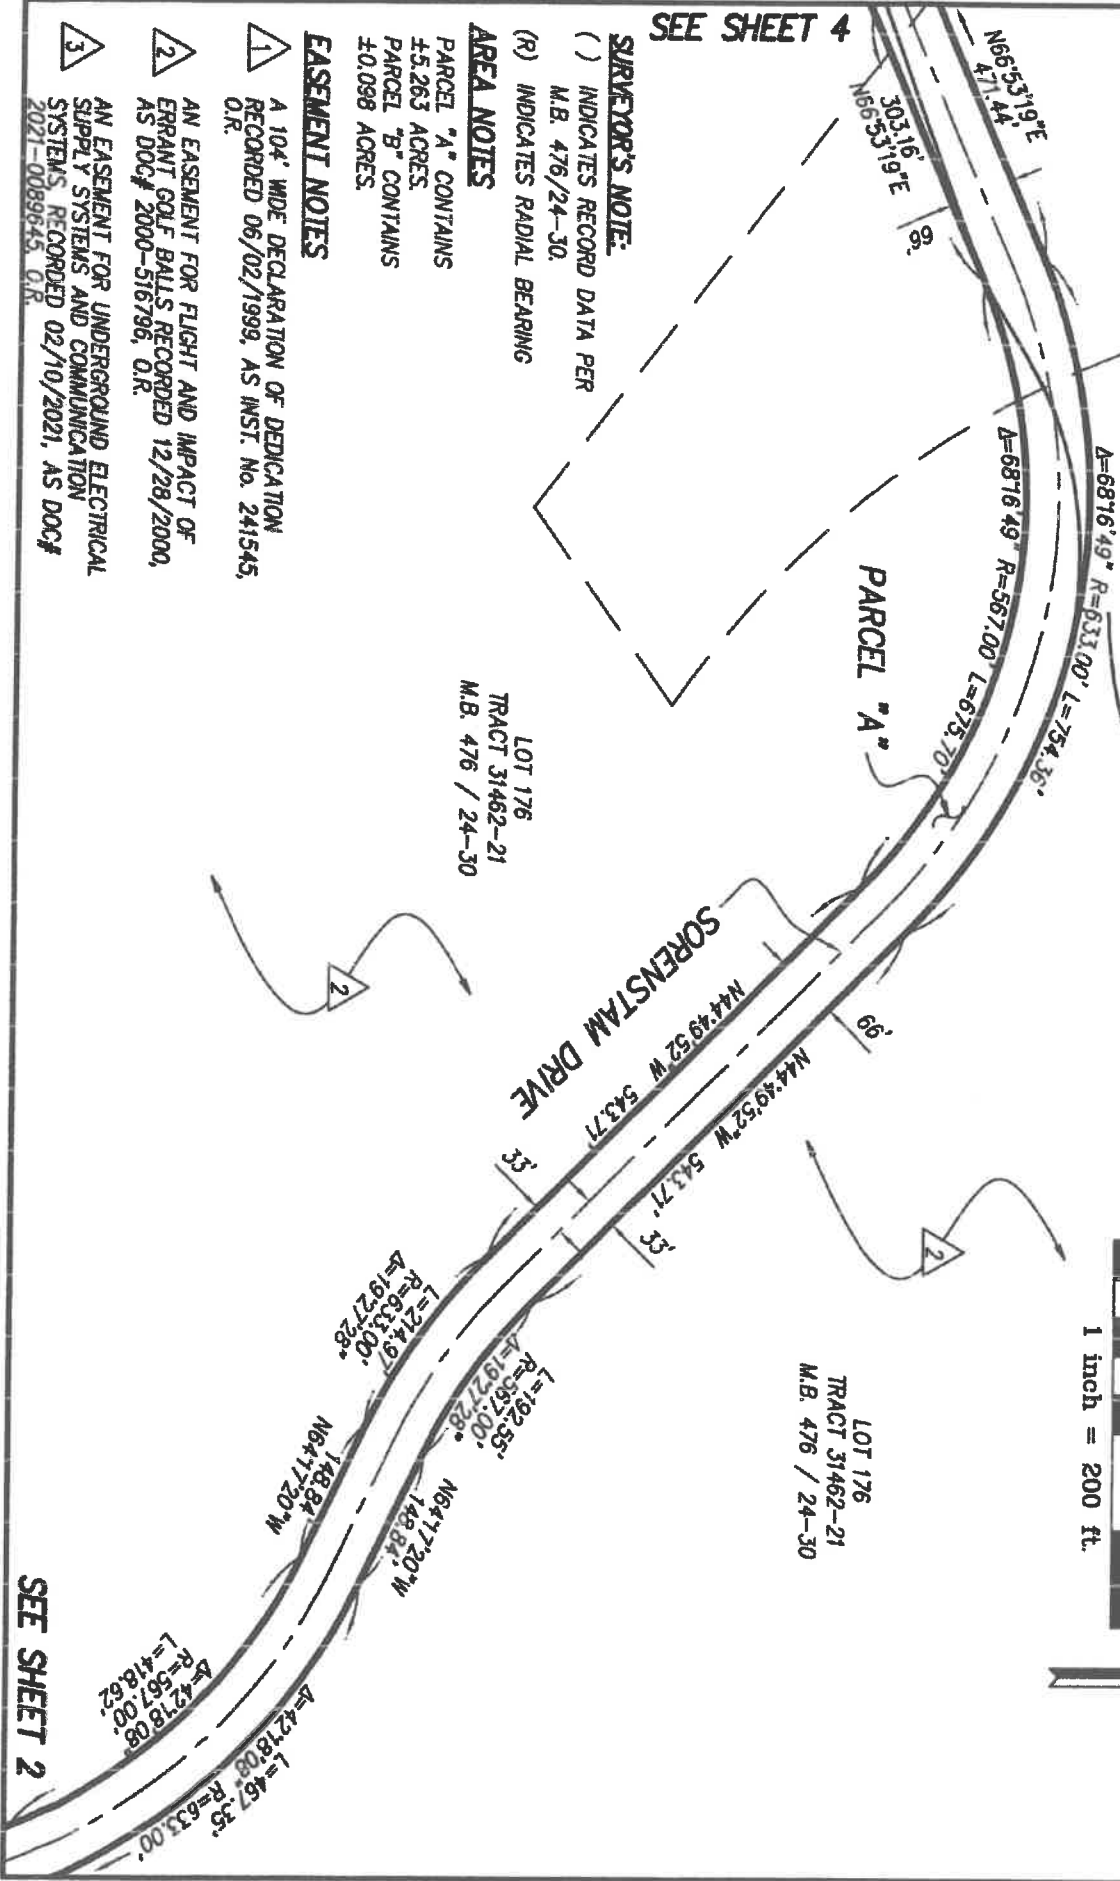 SEE SHEET 4
N66°53'19"E
471.44'
303.16'
N66°53'19"E
66'
Δ=68°16'49" R=633.00' L=754.36'
Δ=68°16'49" R=567.00' L=675.70'
PARCEL "A"
SORENSTAM DRIVE
N44°49'52"W 543.71'
N44°49'52"W 543.71'
66'
33'
33'
L=214.97'
R=633.00'
Δ=19°27'28"
L=192.55'
R=567.00'
Δ=19°27'28"
N64°17'20"W
148.84'
N64°17'20"W
148.84'
Δ=42°18'08"
R=567.00'
L=418.62'
Δ=42°18'08" R=633.00'
L=467.35'
SEE SHEET 2
1 inch = 200 ft.
LOT 176
TRACT 31462-21
M.B. 476 / 24-30
2
LOT 176
TRACT 31462-21
M.B. 476 / 24-30
2
SURVEYOR'S NOTE:
( ) INDICATES RECORD DATA PER
M.B. 476/24-30.
(R) INDICATES RADIAL BEARING
AREA NOTES
PARCEL "A" CONTAINS
±5.263 ACRES.
PARCEL "B" CONTAINS
±0.098 ACRES.
EASEMENT NOTES
1 A 104' WIDE DECLARATION OF DEDICATION
RECORDED 06/02/1999, AS INST. No. 241545,
O.R.
2 AN EASEMENT FOR FLIGHT AND IMPACT OF
ERRANT GOLF BALLS RECORDED 12/28/2000,
AS DOC# 2000-516796, O.R.
3 AN EASEMENT FOR UNDERGROUND ELECTRICAL
SUPPLY SYSTEMS AND COMMUNICATION
SYSTEMS, RECORDED 02/10/2021, AS DOC#
2021-0089645, O.R.